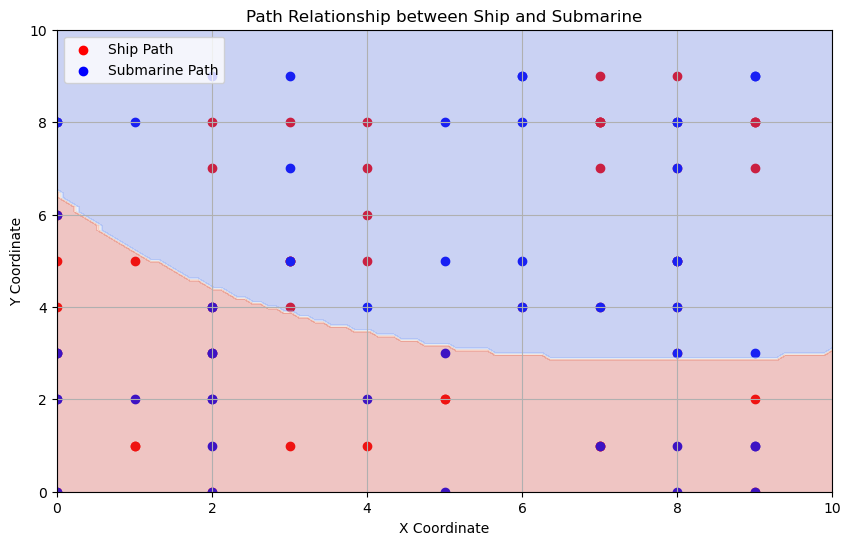 Path Relationship between Ship and Submarine
Ship Path
Submarine Path
Y Coordinate
10
8
6
4
2
0
0 2 4 6 8 10
X Coordinate